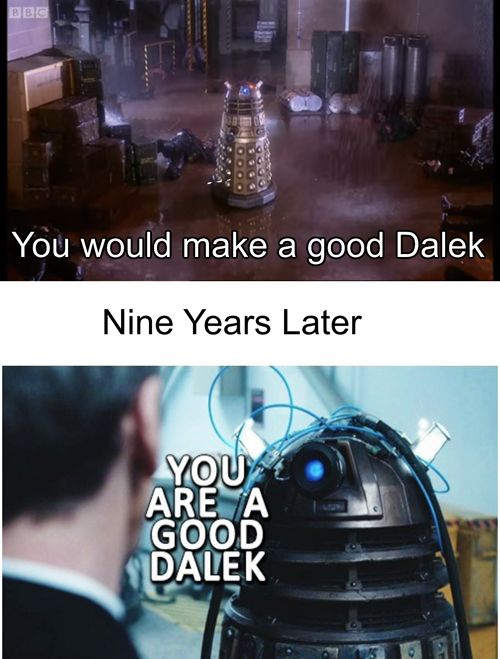 BBC
You would make a good Dalek
Nine Years Later
YOU
ARE A
GOOD
DALEK